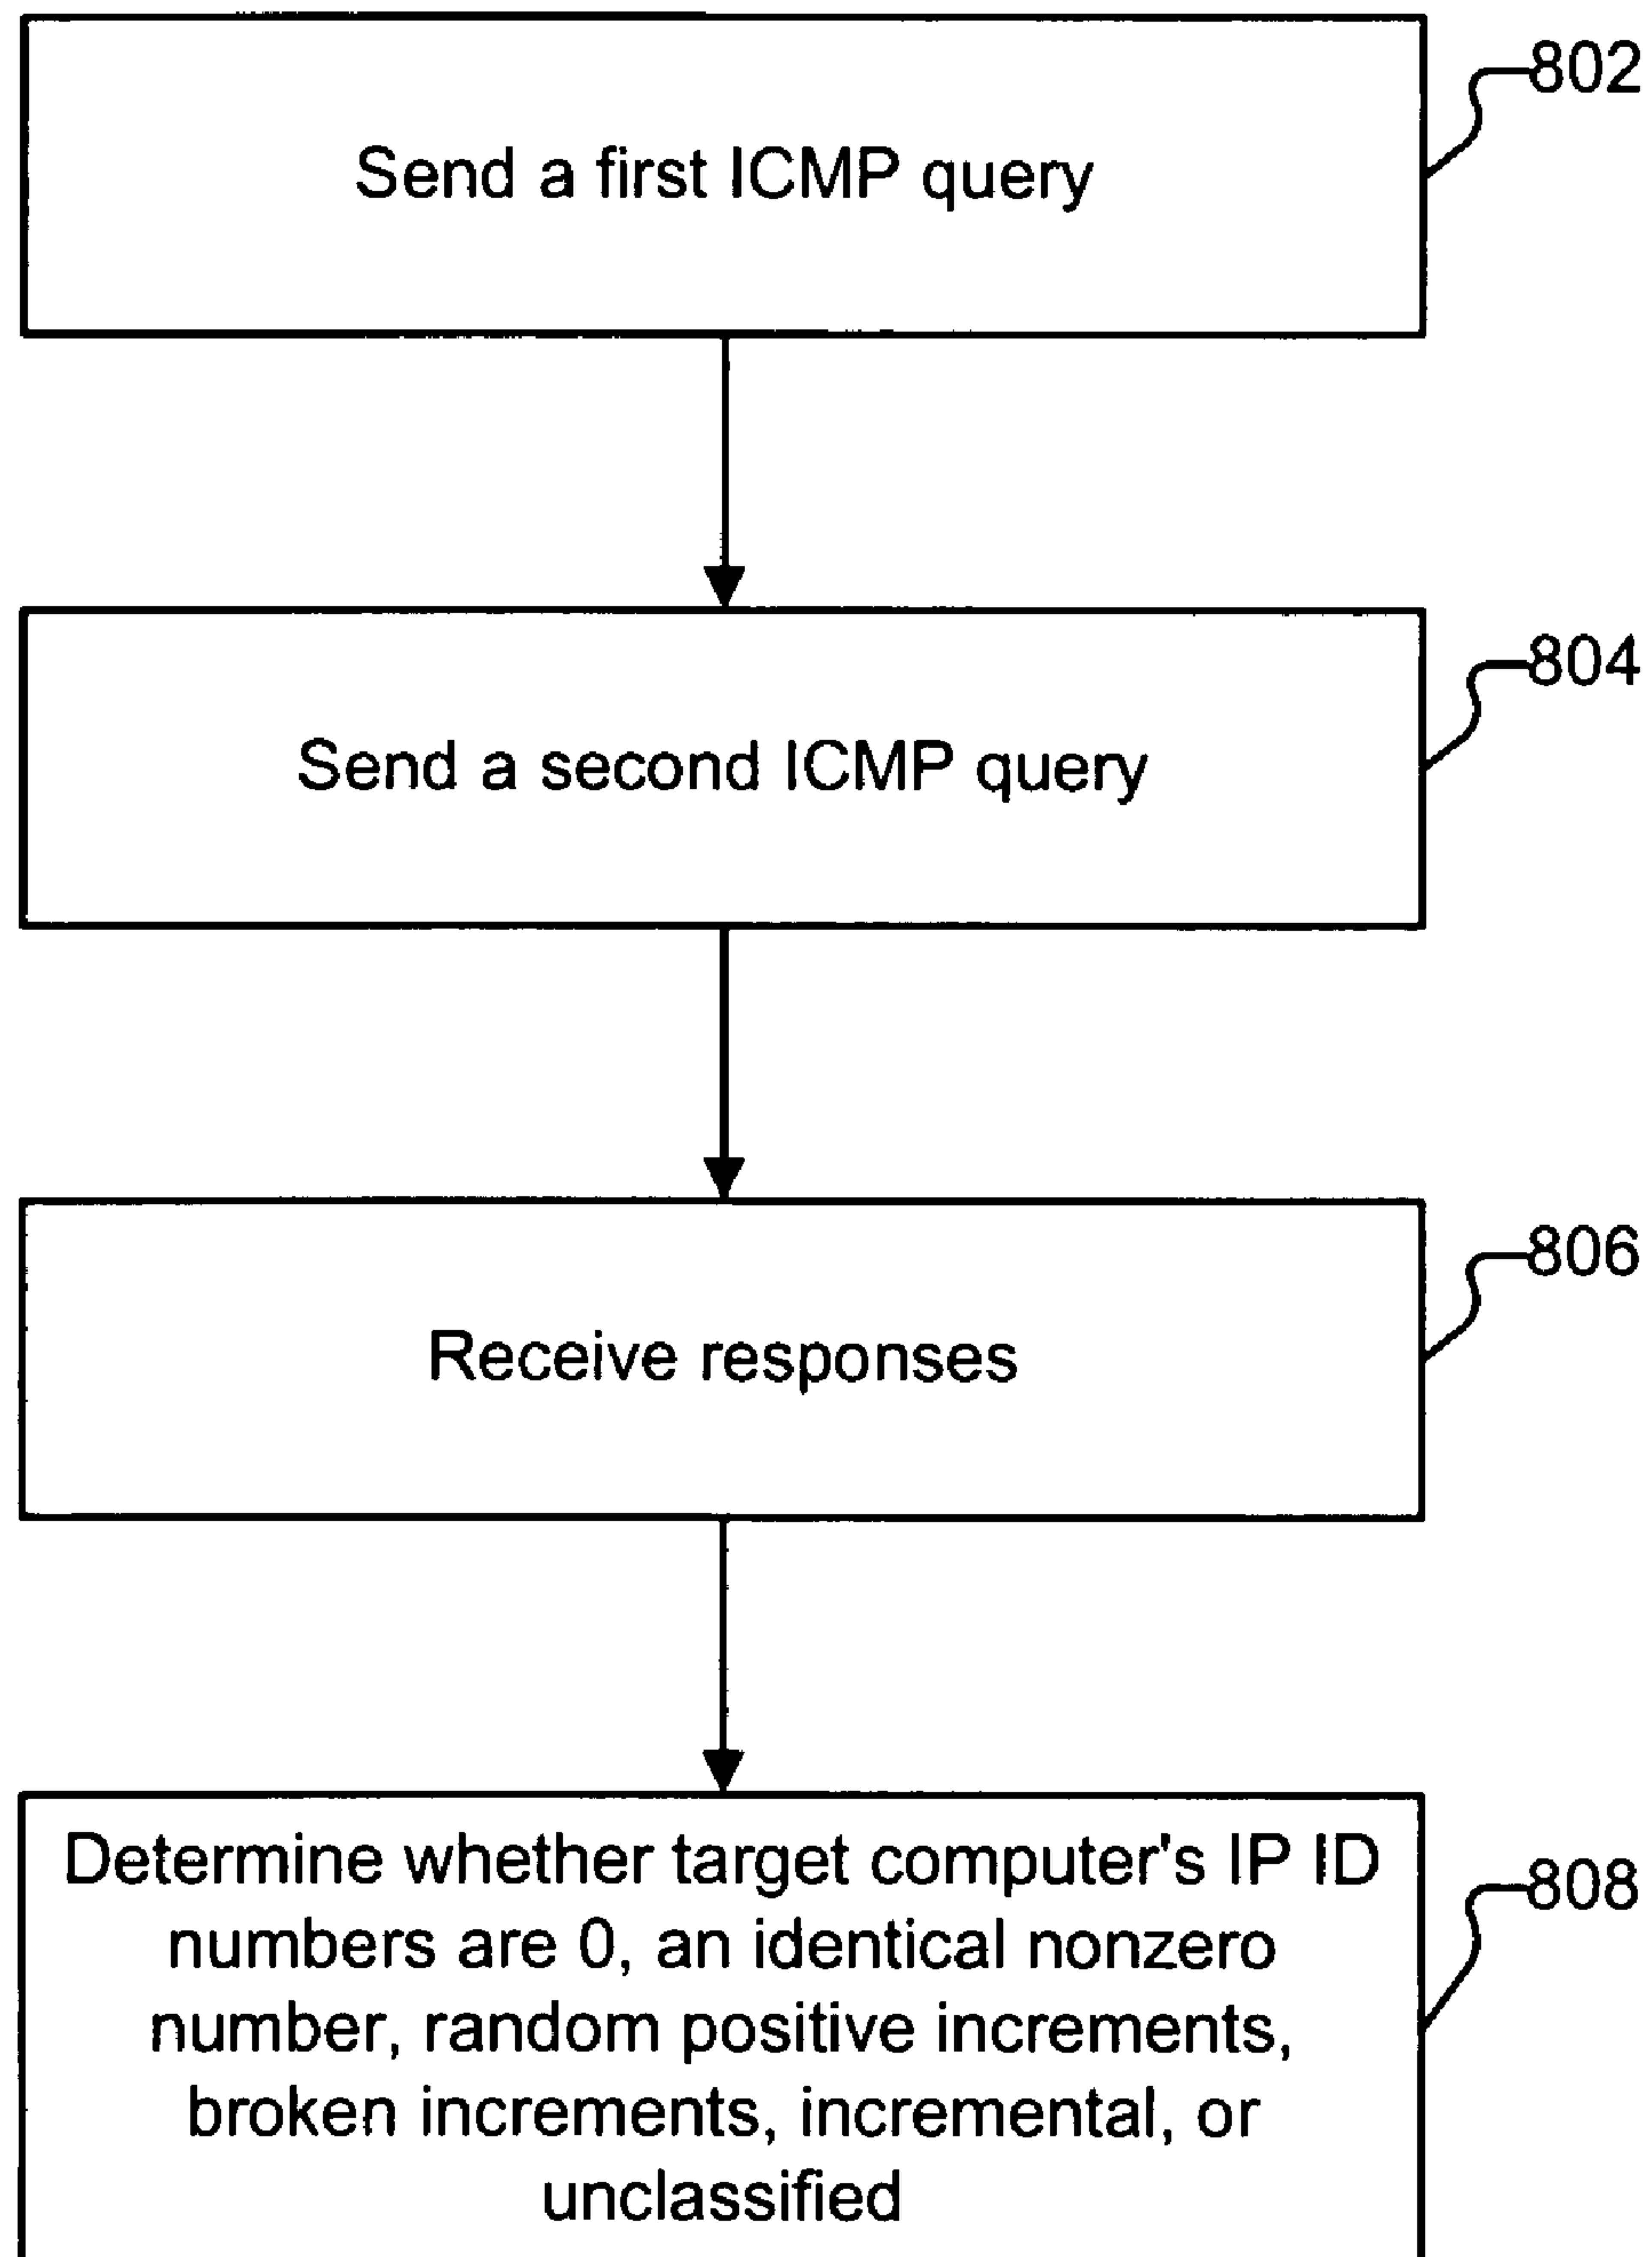 802
Send a first ICMP query
804
Send a second ICMP query
806
Receive responses
808
Determine whether target computer's IP ID
numbers are 0, an identical nonzero
number, random positive increments,
broken increments, incremental, or
unclassified